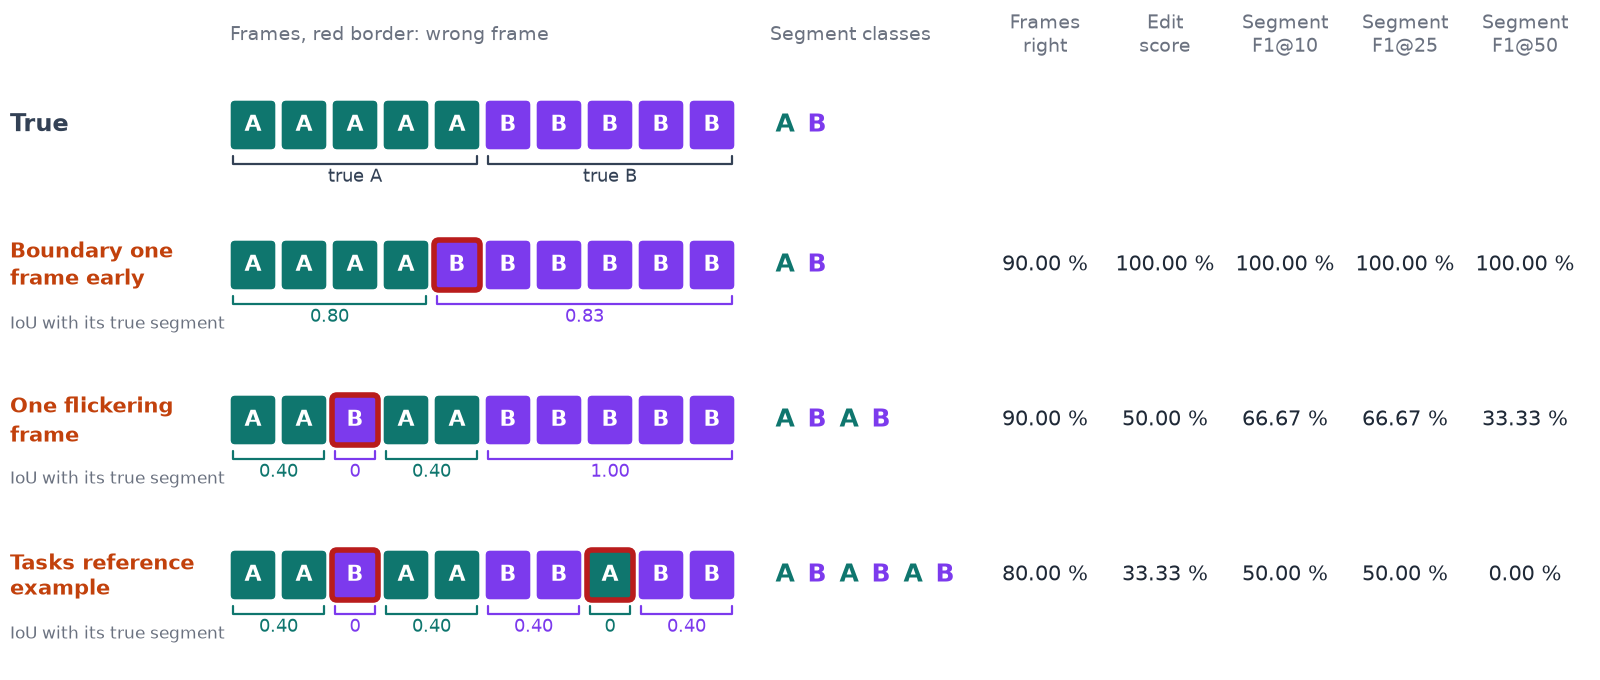 Frames, red border: wrong frame
Segment classes
Frames right
Edit score
Segment F1@10
Segment F1@25
Segment F1@50
True
A A A A A B B B B B
A B
true A
true B
Boundary one
frame early
A A A A B B B B B B
A B
90.00 % 100.00 % 100.00 % 100.00 % 100.00 %
IoU with its true segment
0.80
0.83
One flickering
frame
A A B A A B B B B B
A B A B
90.00 % 50.00 % 66.67 % 66.67 % 33.33 %
IoU with its true segment
0.40 0 0.40 1.00
Tasks reference
example
A A B A A B B A B B
A B A B A B
80.00 % 33.33 % 50.00 % 50.00 % 0.00 %
IoU with its true segment
0.40 0 0.40 0.40 0 0.40